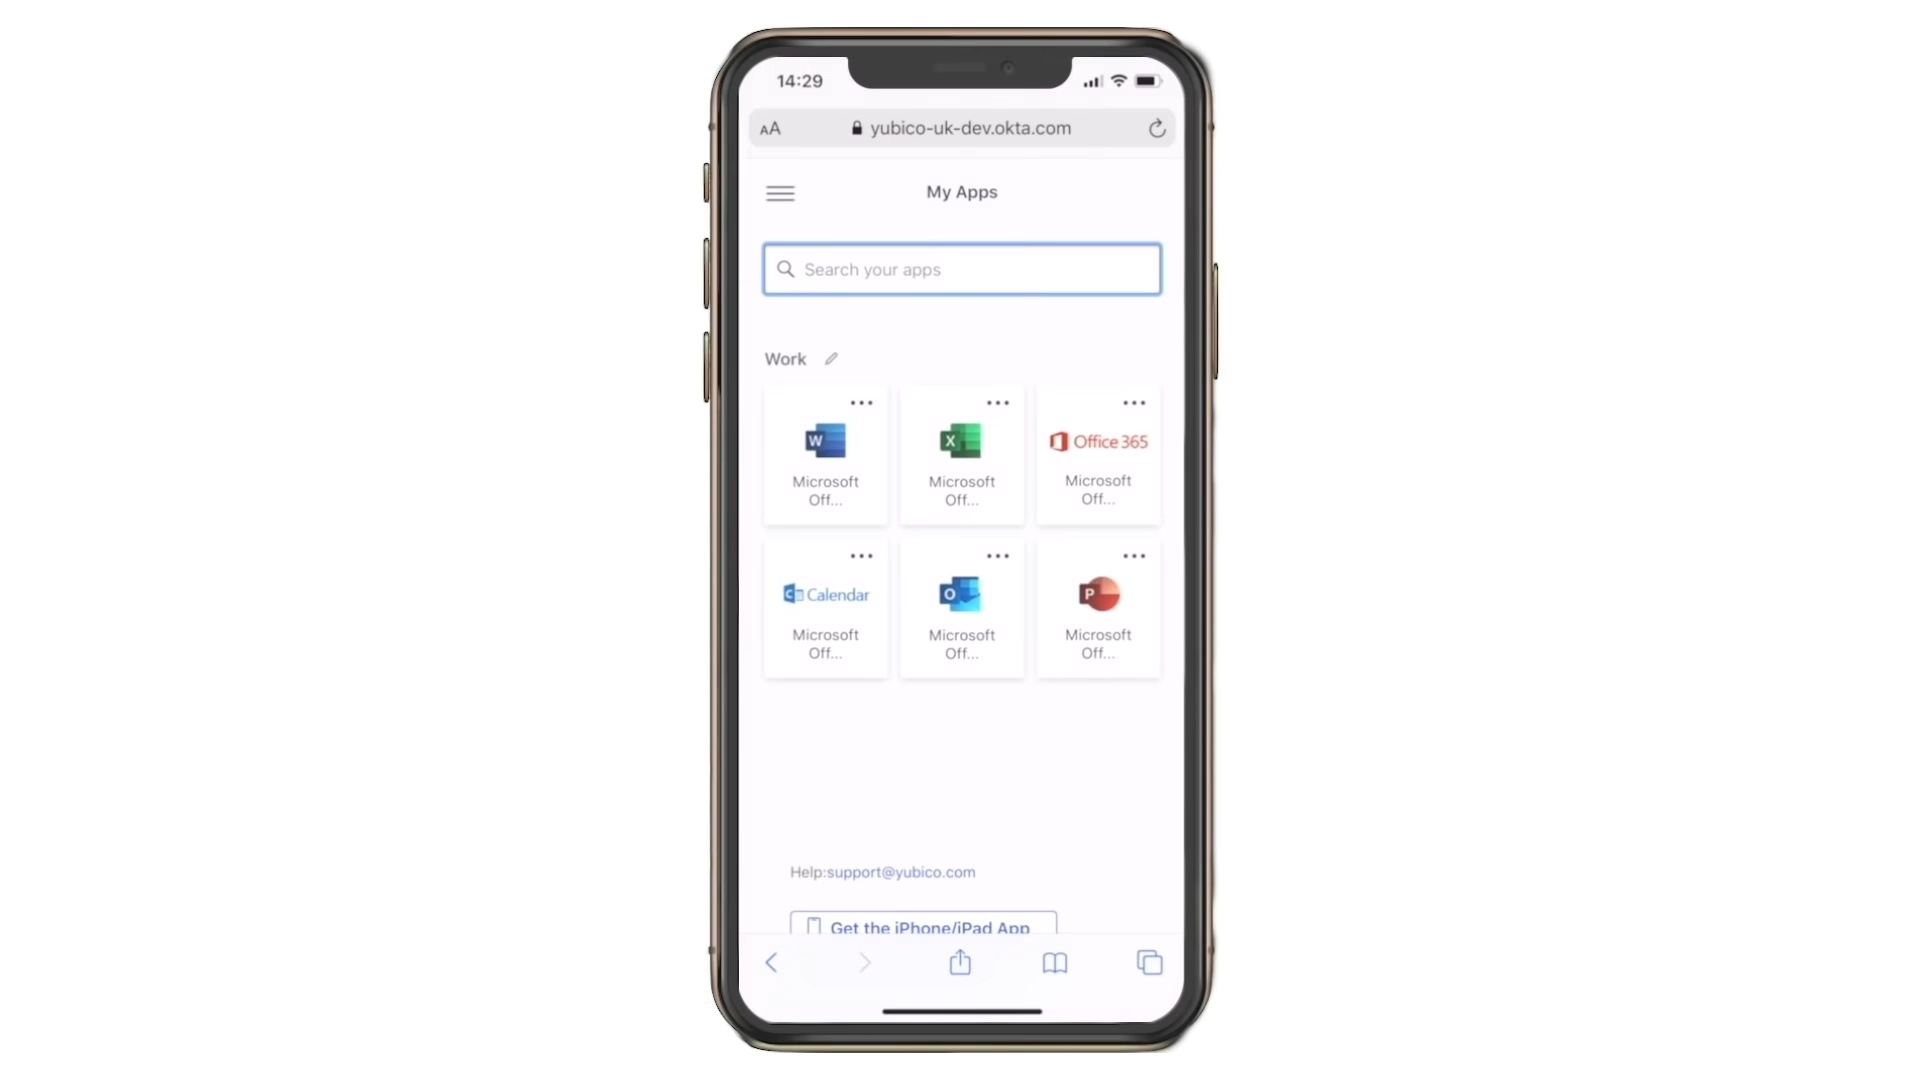 14:29
AA yubico-uk-dev.okta.com
My Apps
Search your apps
Work
W
X
Office 365
Microsoft
Off...
Microsoft
Off...
Microsoft
Off...
C Calendar
O
P
Microsoft
Off...
Microsoft
Off...
Microsoft
Off...
Help:support@yubico.com
Get the iPhone/iPad App